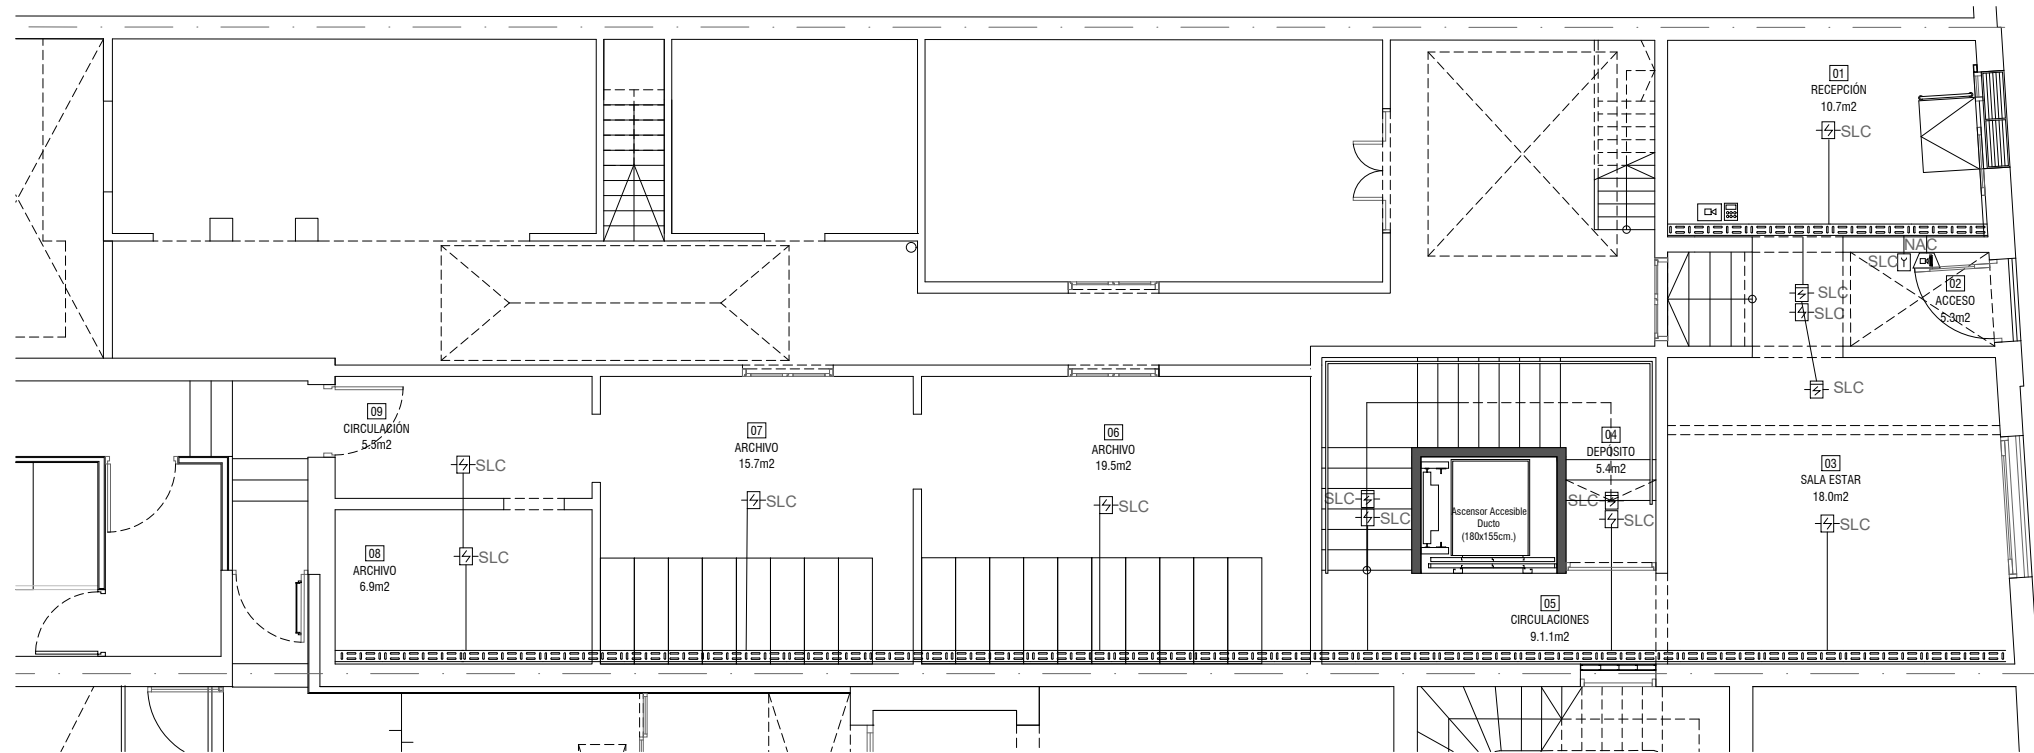 01
RECEPCIÓN
10.7m2
SLC
NAC
SLC
02
ACCESO
5.3m2
SLC
SLC
SLC
09
CIRCULACIÓN
5.5m2
SLC
07
ARCHIVO
15.7m2
SLC
06
ARCHIVO
19.5m2
SLC
04
DEPÓSITO
5.4m2
SLC
SLC
SLC
SLC
Ascensor Accesible
Ducto
(180x155cm.)
03
SALA ESTAR
18.0m2
SLC
08
ARCHIVO
6.9m2
SLC
05
CIRCULACIONES
9.1.1m2